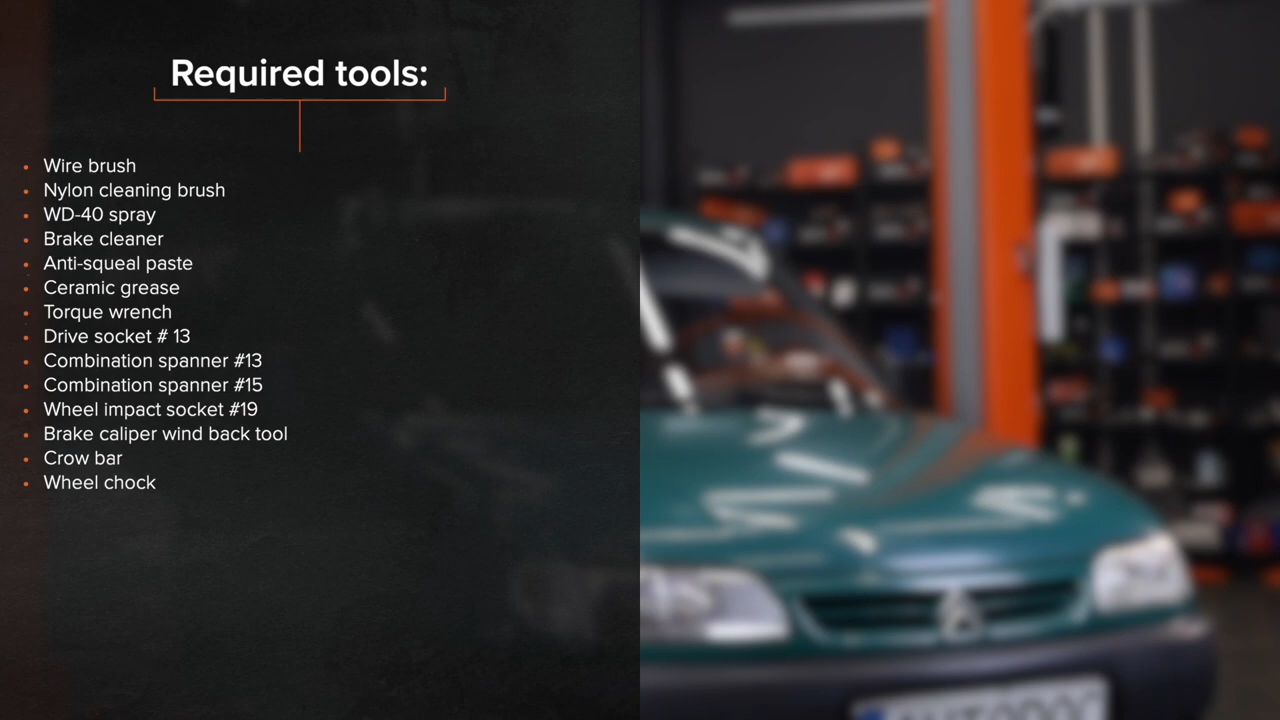 Required tools:
Wire brush
Nylon cleaning brush
WD-40 spray
Brake cleaner
Anti-squeal paste
Ceramic grease
Torque wrench
Drive socket # 13
Combination spanner #13
Combination spanner #15
Wheel impact socket #19
Brake caliper wind back tool
Crow bar
Wheel chock
AUTODOC